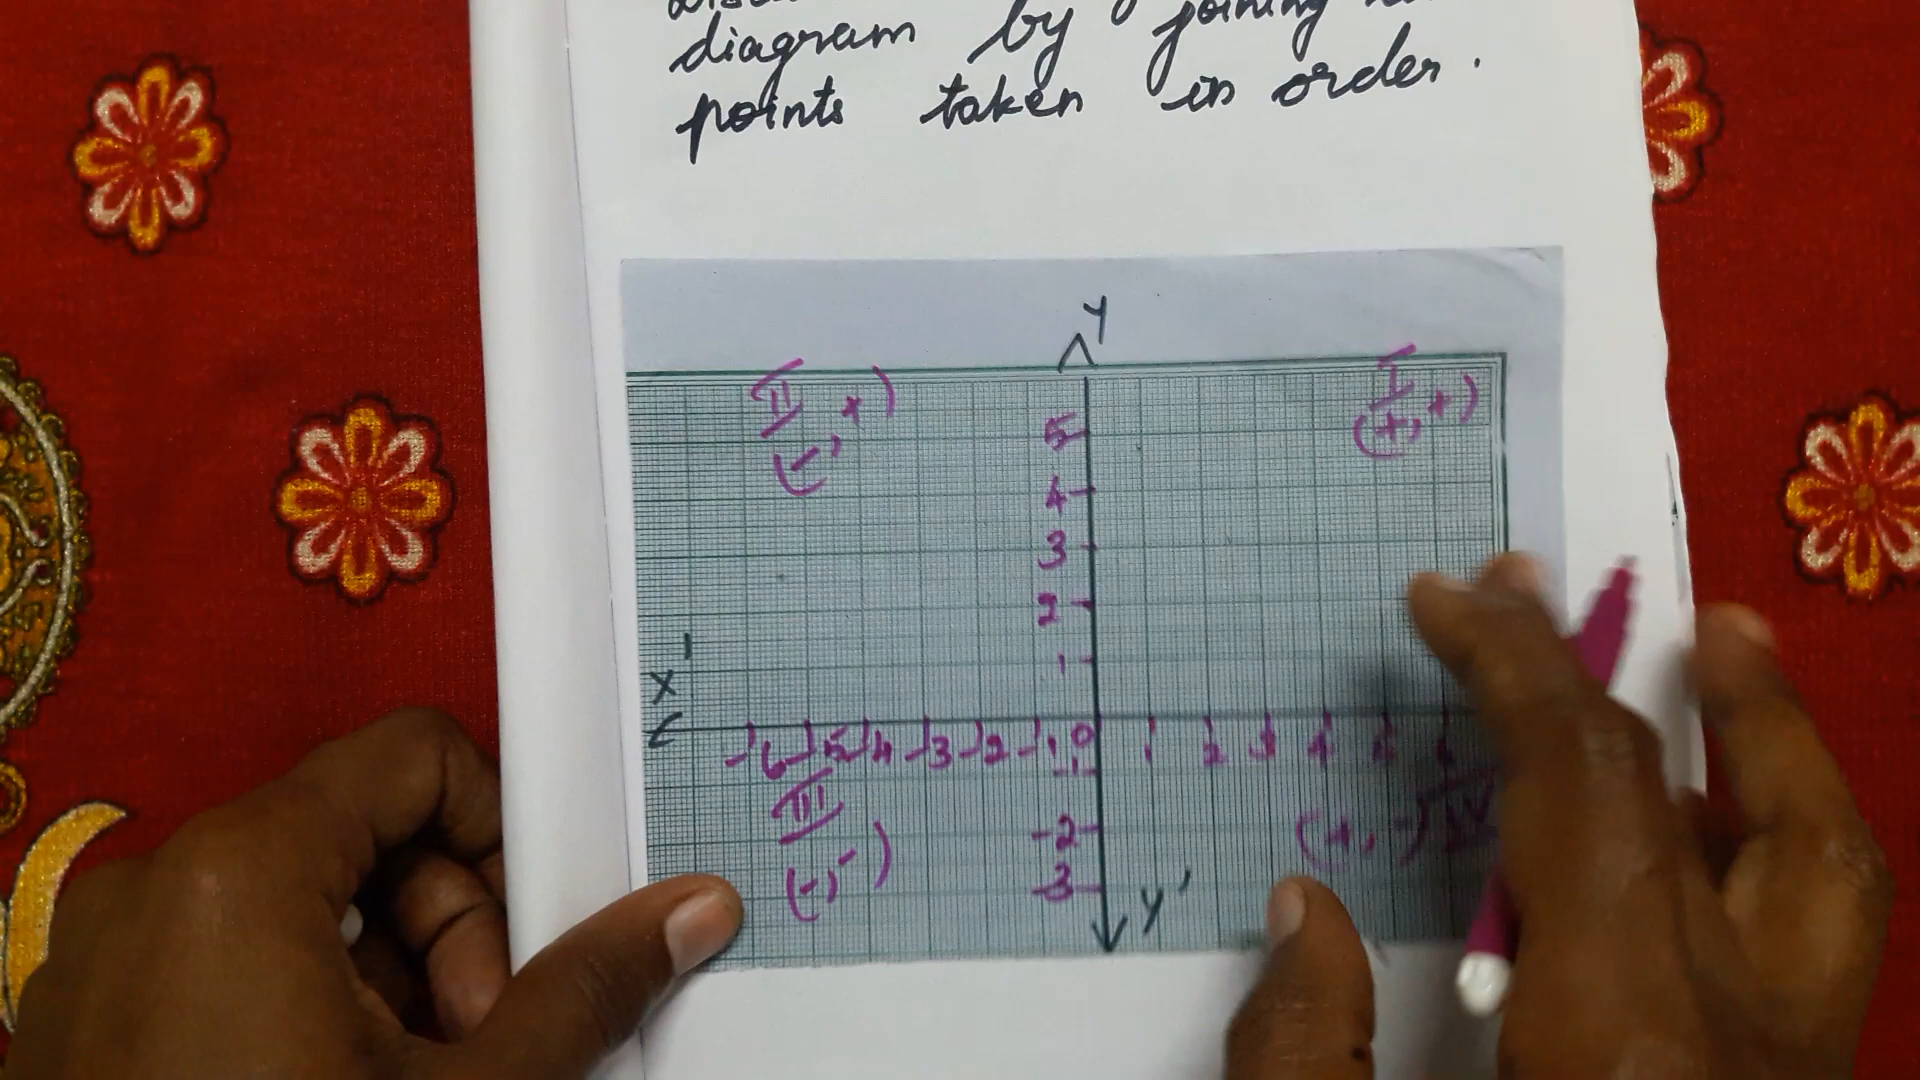 diagram by joining
points taken in order.
Y
II
(-, +)
I
(+, +)
5
4
3
2
1
X'
-6 -5 -4 -3 -2 -1 0 1 2 3 4 5 6
-1
III
(-, -)
-2
(+, -) IV
-3
Y'